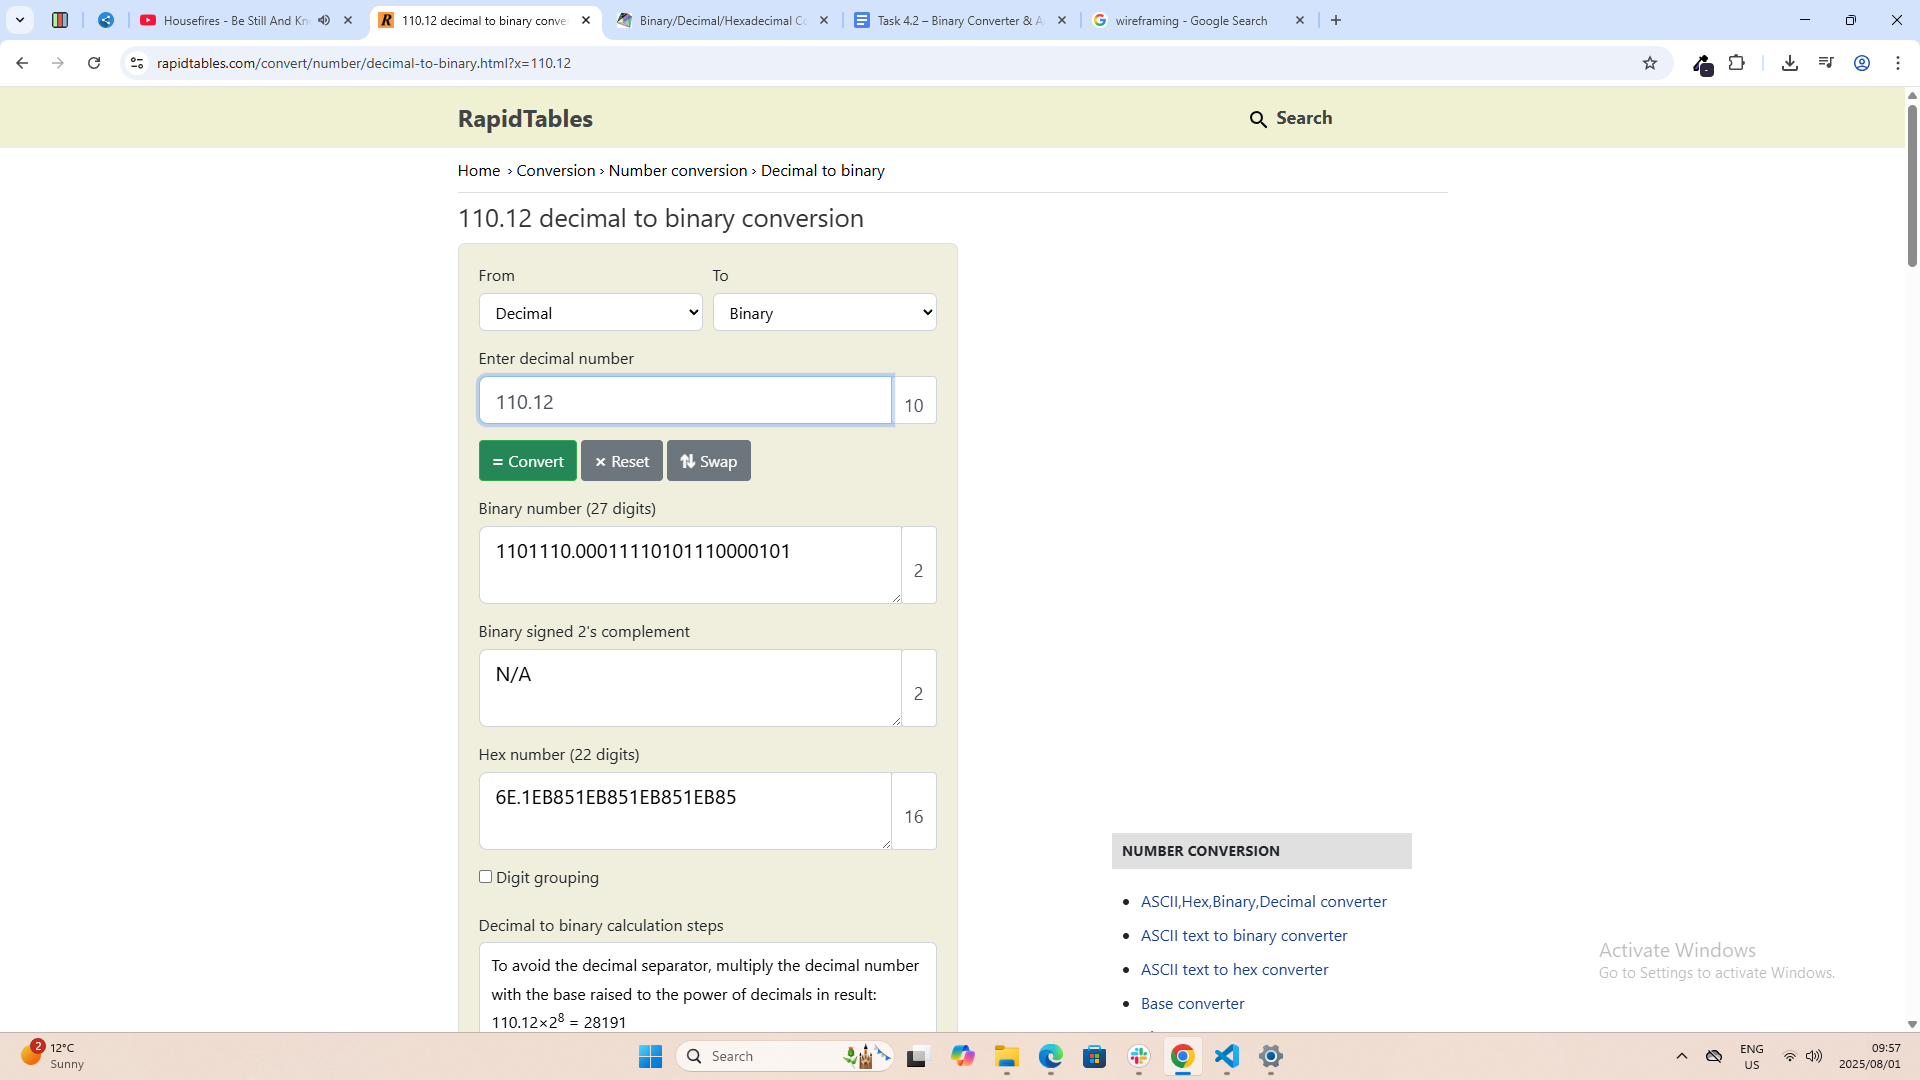 Housefires - Be Still And Kn
110.12 decimal to binary conve
Binary/Decimal/Hexadecimal Co
Task 4.2 – Binary Converter & A
wireframing - Google Search
rapidtables.com/convert/number/decimal-to-binary.html?x=110.12
RapidTables
Search
Home › Conversion › Number conversion › Decimal to binary
110.12 decimal to binary conversion
From
To
Decimal
Binary
Enter decimal number
110.12
10
= Convert
× Reset
Swap
Binary number (27 digits)
1101110.00011110101110000101
2
Binary signed 2's complement
N/A
2
Hex number (22 digits)
6E.1EB851EB851EB851EB85
16
Digit grouping
Decimal to binary calculation steps
To avoid the decimal separator, multiply the decimal number
with the base raised to the power of decimals in result:
110.12×2⁸ = 28191
NUMBER CONVERSION
ASCII,Hex,Binary,Decimal converter
ASCII text to binary converter
ASCII text to hex converter
Base converter
Activate Windows
Go to Settings to activate Windows.
2
12°C
Sunny
Search
ENG
US
09:57
2025/08/01